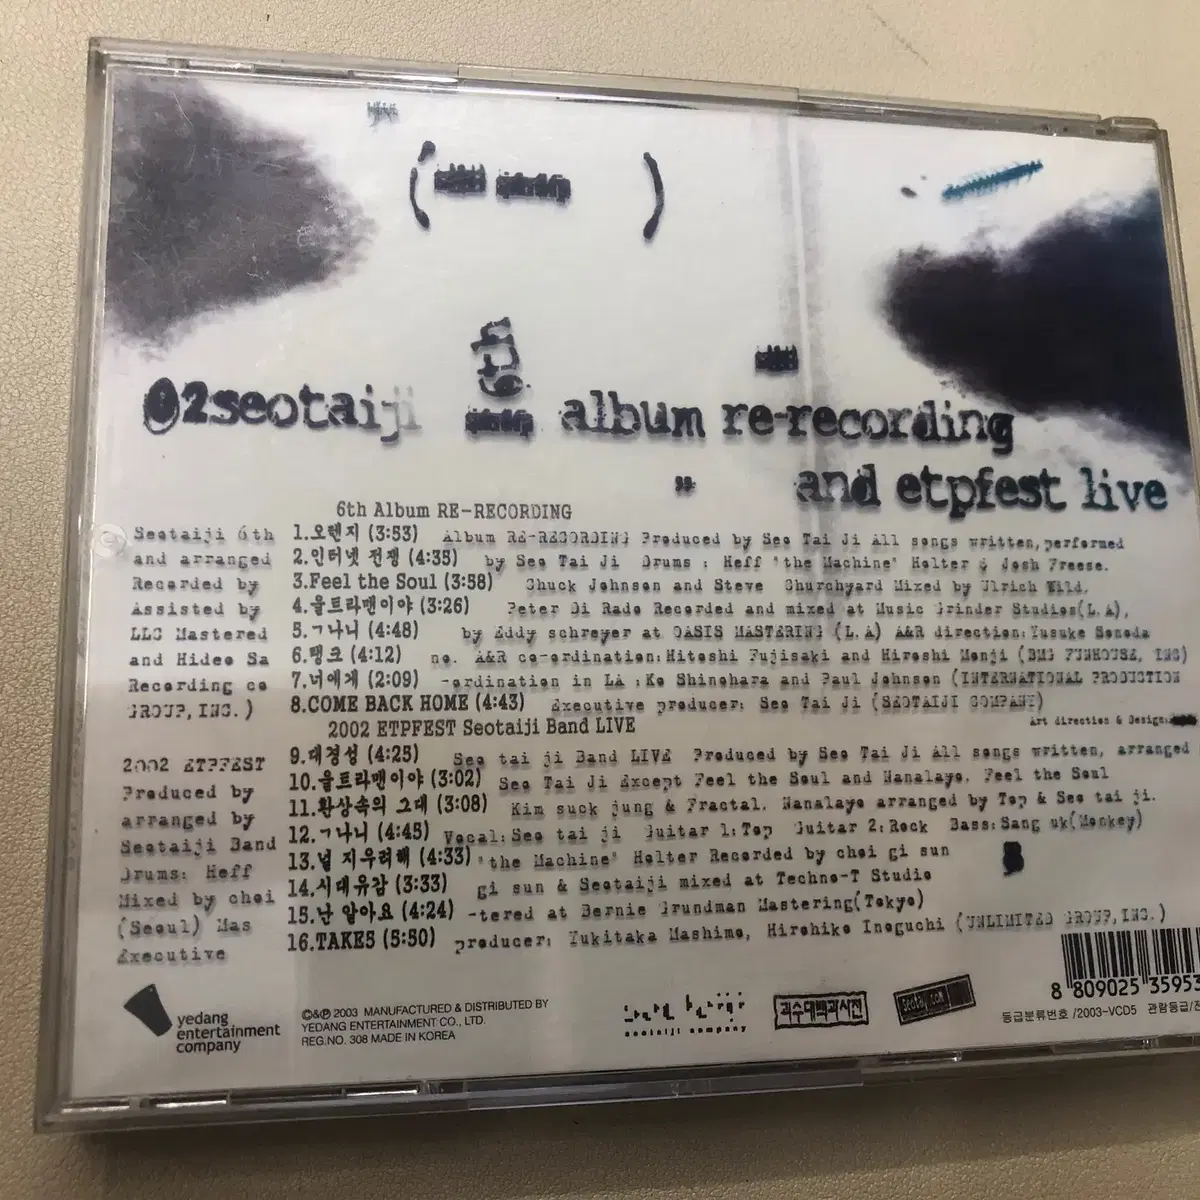 02seotaiji 6th album re-recording
and etpfest live
6th Album RE-RECORDING
1.오렌지 (3:53)
2.인터넷 전쟁 (4:35)
3.Feel the Soul (3:58)
4.울트라맨이야 (3:26)
5.ㄱ나니 (4:48)
6.탱크 (4:12)
7.너에게 (2:09)
8.COME BACK HOME (4:43)
2002 ETPFEST Seotaiji Band LIVE
9.대경성 (4:25)
10.울트라맨이야 (3:02)
11.환상속의 그대 (3:08)
12.ㄱ나니 (4:45)
13.널 지우려해 (4:33)
14.시대유감 (3:33)
15.난 알아요 (4:24)
16.TAKE5 (5:50)
Seotaiji 6th Album RE-RECORDING Produced by Seo Tai Ji All songs written, performed
and arranged by Seo Tai Ji Drums : Heff "the Machine" Holter & Josh Freese.
Recorded by Chuck Johnson and Steve Churchyard Mixed by Ulrich Wild.
Assisted by Peter Di Rado Recorded and mixed at Music Grinder Studios(L.A),
LLC Mastered by Eddy schreyer at OASIS MASTERING (L.A) A&R direction:Yusuke Sonoda
and Hideo Sa no. A&R co-ordination:Hitoshi Fujisaki and Hiroshi Monji (BMG FUNHOUSE, INC)
Recording co -ordination in LA :Ko Shinohara and Paul Johnson (INTERNATIONAL PRODUCTION
GROUP,INC.) Executive producer: Seo Tai Ji (SEOTAIJI COMPANY)
Art direction & Design:
2002 ETPFEST Seo tai ji Band LIVE Produced by Seo Tai Ji All songs written, arranged
Produced by Seo Tai Ji Except Feel the Soul and Nanalayo. Feel the Soul
arranged by Kim suck jung & Fractal. Nanalayo arranged by Top & Seo tai ji.
Seotaiji Band Vocal:Seo tai ji Guitar 1:Top Guitar 2:Rock Bass:Sang uk(Monkey)
Drums: Heff "the Machine" Holter Recorded by choi gi sun
Mixed by choi gi sun & Seotaiji mixed at Techno-T Studio
(Seoul) Mas -tered at Bernie Grundman Mastering(Tokyo)
Executive producer: Yukitaka Mashimo, Hirohiko Inoguchi (UNLIMITED GROUP,INC.)
yedang
entertainment
company
©&℗ 2003 MANUFACTURED & DISTRIBUTED BY
YEDANG ENTERTAINMENT CO., LTD.
REG.NO. 308 MADE IN KOREA
seotaiji company
괴수대백과사전
seotaiji.com
8 809025 35953
등급분류번호 /2003-VCD5 관람등급/전